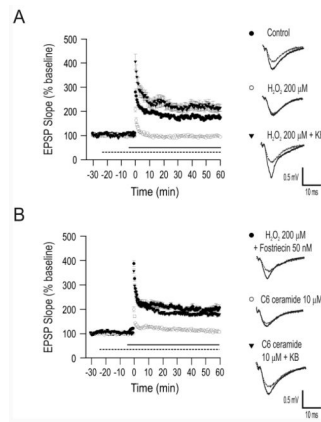 A
EPSP Slope (% baseline)
500
400
300
200
100
0
-30 -20 -10 0 10 20 30 40 50 60
Time (min)
Control
H₂O₂ 200 μM
H₂O₂ 200 μM + KB
0.5 mV
10 ms
B
EPSP Slope (% baseline)
500
400
300
200
100
0
-30 -20 -10 0 10 20 30 40 50 60
Time (min)
H₂O₂ 200 μM
+ Fostriecin 50 nM
C6 ceramide 10 μM
C6 ceramide
10 μM + KB
0.5 mV
10 ms